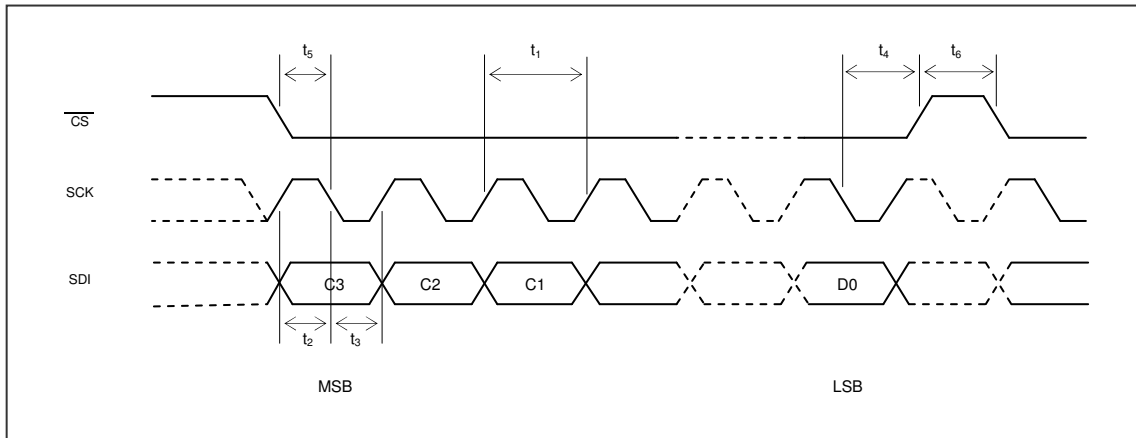 t₅
t₁
t₄
t₆
CS
SCK
SDI
C3
C2
C1
D0
t₂
t₃
MSB
LSB